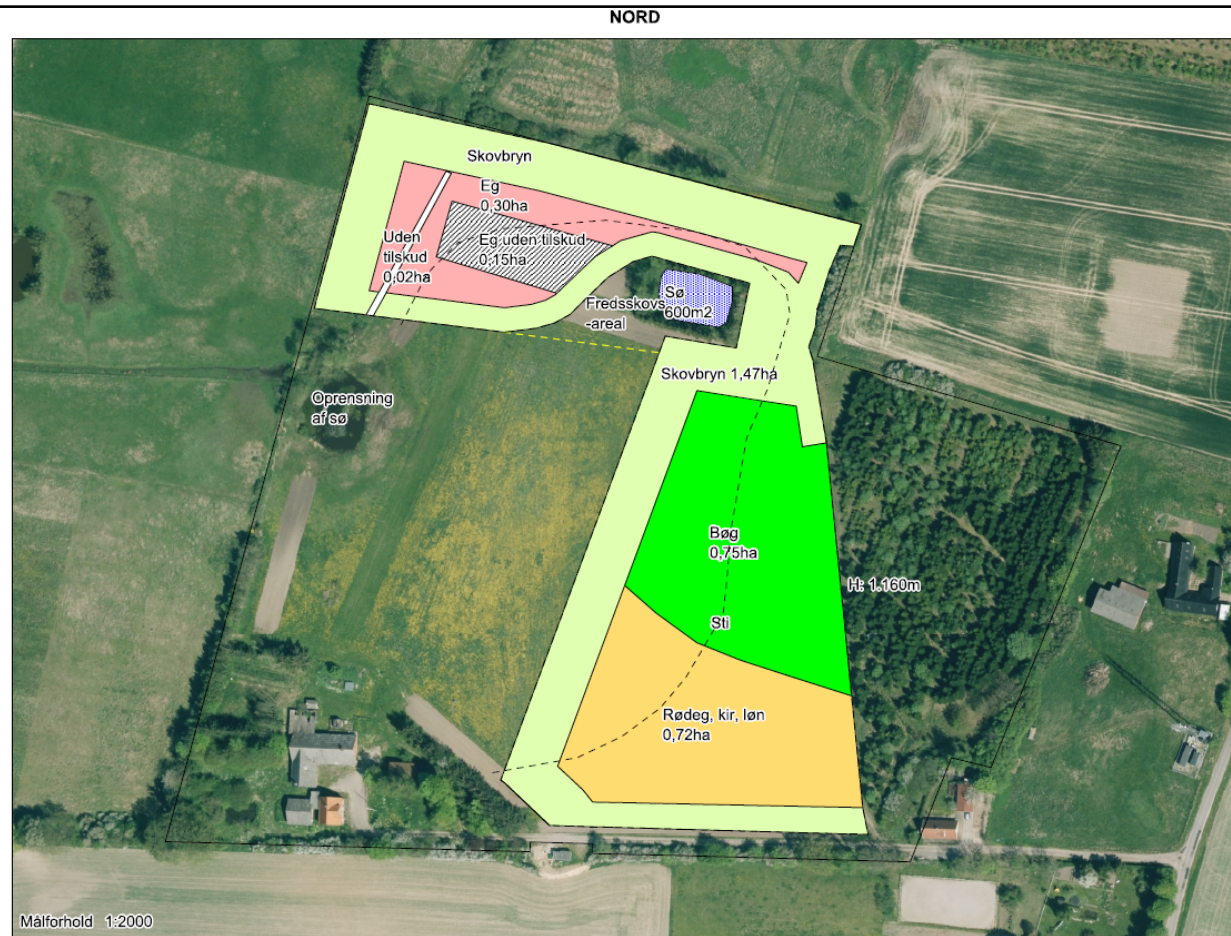 NORD
Skovbryn
Eg
0,30ha
Uden
tilskud
0,02ha
Eg uden tilskud
0,15ha
Sø
600m2
Fredsskovs
-areal
Skovbryn 1,47ha
Oprensning
af sø
Bøg
0,75ha
H: 1.160m
Sti
Rødeg, kir, løn
0,72ha
Målforhold 1:2000